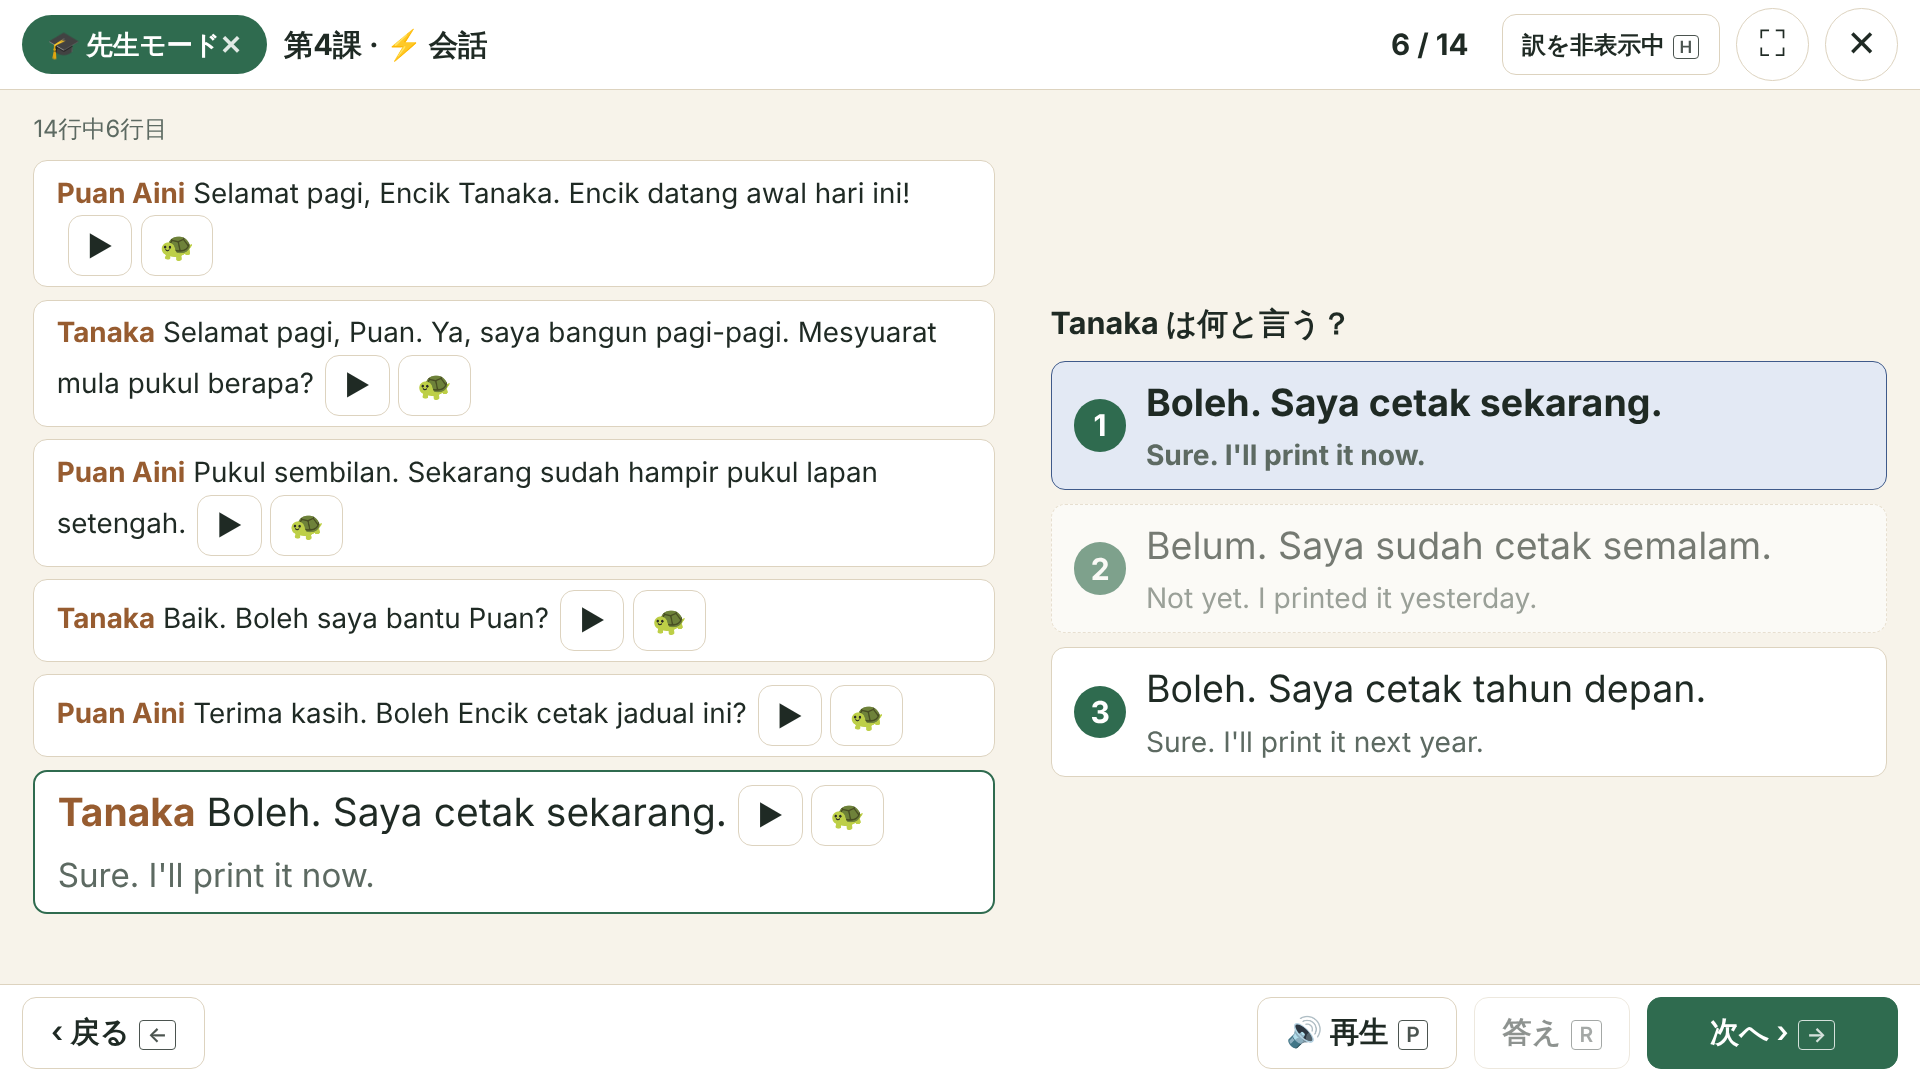 🎓 先生モード✕
第4課 · ⚡ 会話
6 / 14
訳を非表示中 H
✕
14行中6行目
Puan Aini Selamat pagi, Encik Tanaka. Encik datang awal hari ini!
Tanaka Selamat pagi, Puan. Ya, saya bangun pagi-pagi. Mesyuarat
mula pukul berapa?
Puan Aini Pukul sembilan. Sekarang sudah hampir pukul lapan
setengah.
Tanaka Baik. Boleh saya bantu Puan?
Puan Aini Terima kasih. Boleh Encik cetak jadual ini?
Tanaka Boleh. Saya cetak sekarang.
Sure. I'll print it now.
Tanaka は何と言う？
1 Boleh. Saya cetak sekarang.
Sure. I'll print it now.
2 Belum. Saya sudah cetak semalam.
Not yet. I printed it yesterday.
3 Boleh. Saya cetak tahun depan.
Sure. I'll print it next year.
‹ 戻る ←
🔊 再生 P
答え R
次へ › →